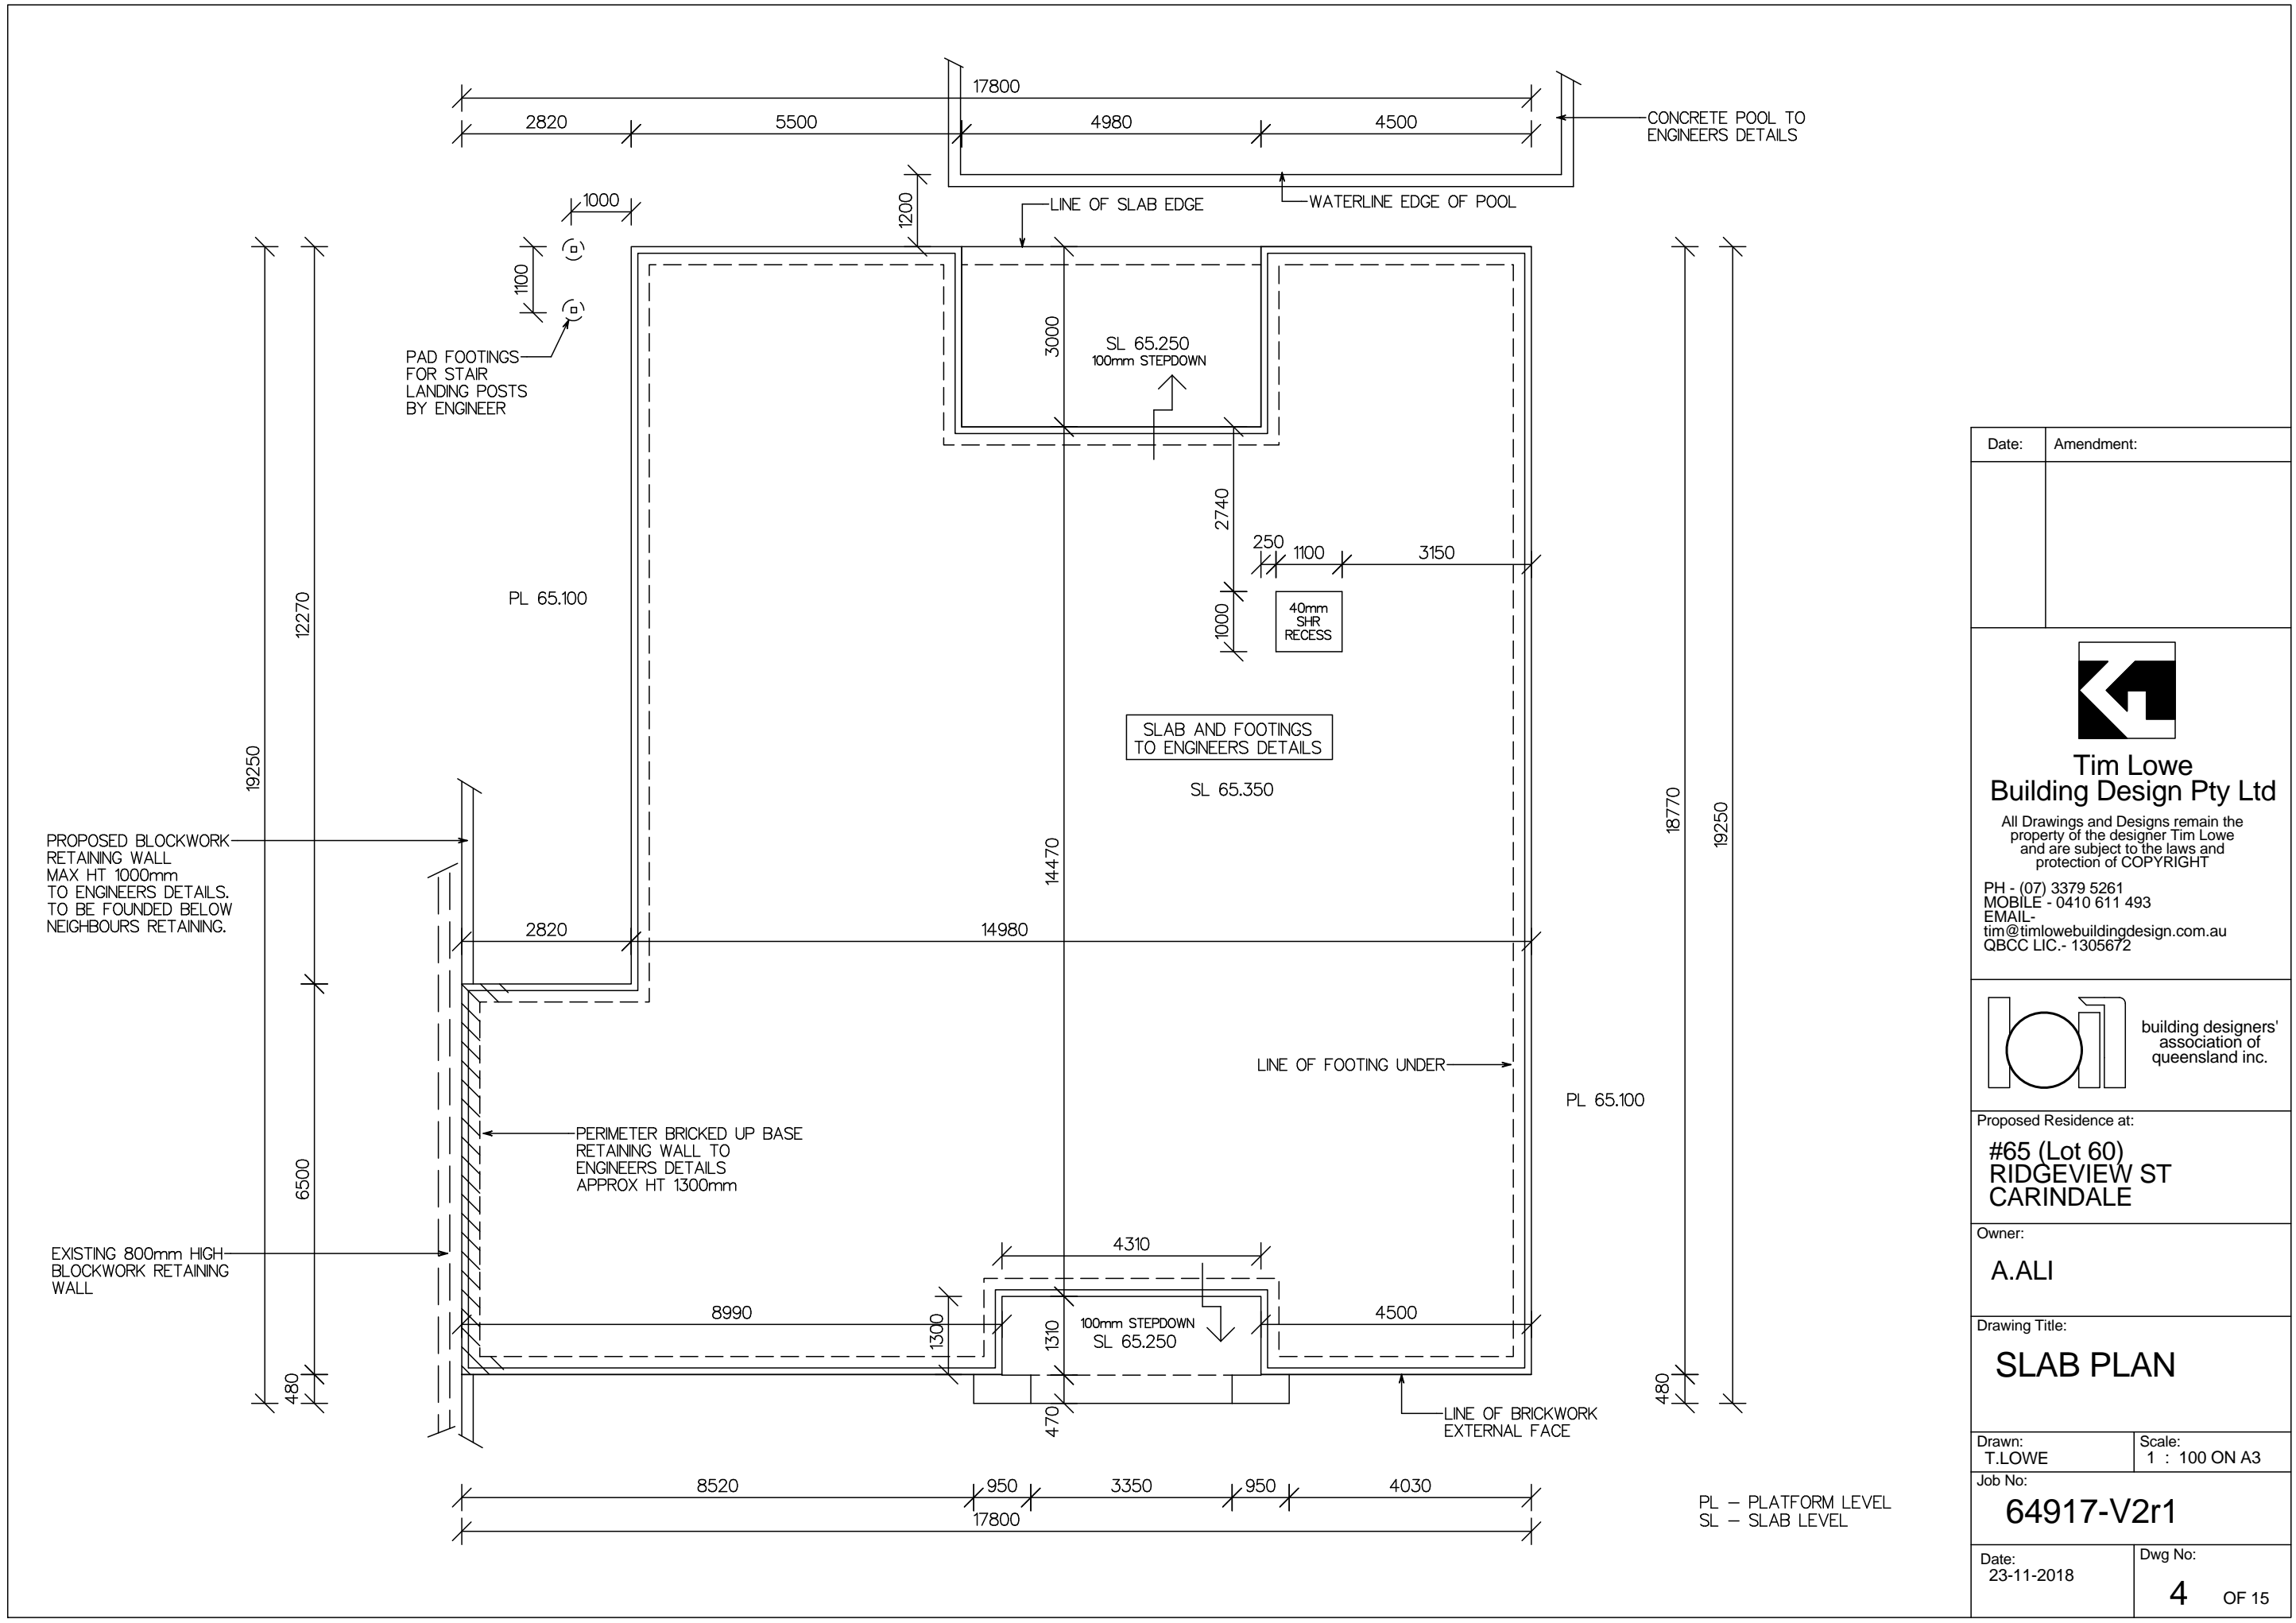 17800
2820
5500
4980
4500
CONCRETE POOL TO
ENGINEERS DETAILS
1000
1200
LINE OF SLAB EDGE
WATERLINE EDGE OF POOL
1100
PAD FOOTINGS
FOR STAIR
LANDING POSTS
BY ENGINEER
3000
SL 65.250
100mm STEPDOWN
2740
250
1100
3150
1000
40mm
SHR
RECESS
PL 65.100
12270
19250
SLAB AND FOOTINGS
TO ENGINEERS DETAILS
SL 65.350
18770
19250
14470
PROPOSED BLOCKWORK
RETAINING WALL
MAX HT 1000mm
TO ENGINEERS DETAILS.
TO BE FOUNDED BELOW
NEIGHBOURS RETAINING.
2820
14980
LINE OF FOOTING UNDER
PL 65.100
PERIMETER BRICKED UP BASE
RETAINING WALL TO
ENGINEERS DETAILS
APPROX HT 1300mm
6500
EXISTING 800mm HIGH
BLOCKWORK RETAINING
WALL
4310
8990
1300
1310
100mm STEPDOWN
SL 65.250
4500
480
470
480
LINE OF BRICKWORK
EXTERNAL FACE
8520
950
3350
950
4030
17800
PL – PLATFORM LEVEL
SL – SLAB LEVEL
Date:
Amendment:
Tim Lowe
Building Design Pty Ltd
All Drawings and Designs remain the
property of the designer Tim Lowe
and are subject to the laws and
protection of COPYRIGHT
PH - (07) 3379 5261
MOBILE - 0410 611 493
EMAIL-
tim@timlowebuildingdesign.com.au
QBCC LIC.- 1305672
building designers'
association of
queensland inc.
Proposed Residence at:
#65 (Lot 60)
RIDGEVIEW ST
CARINDALE
Owner:
A.ALI
Drawing Title:
SLAB PLAN
Drawn:
T.LOWE
Scale:
1 : 100 ON A3
Job No:
64917-V2r1
Date:
23-11-2018
Dwg No:
4 OF 15